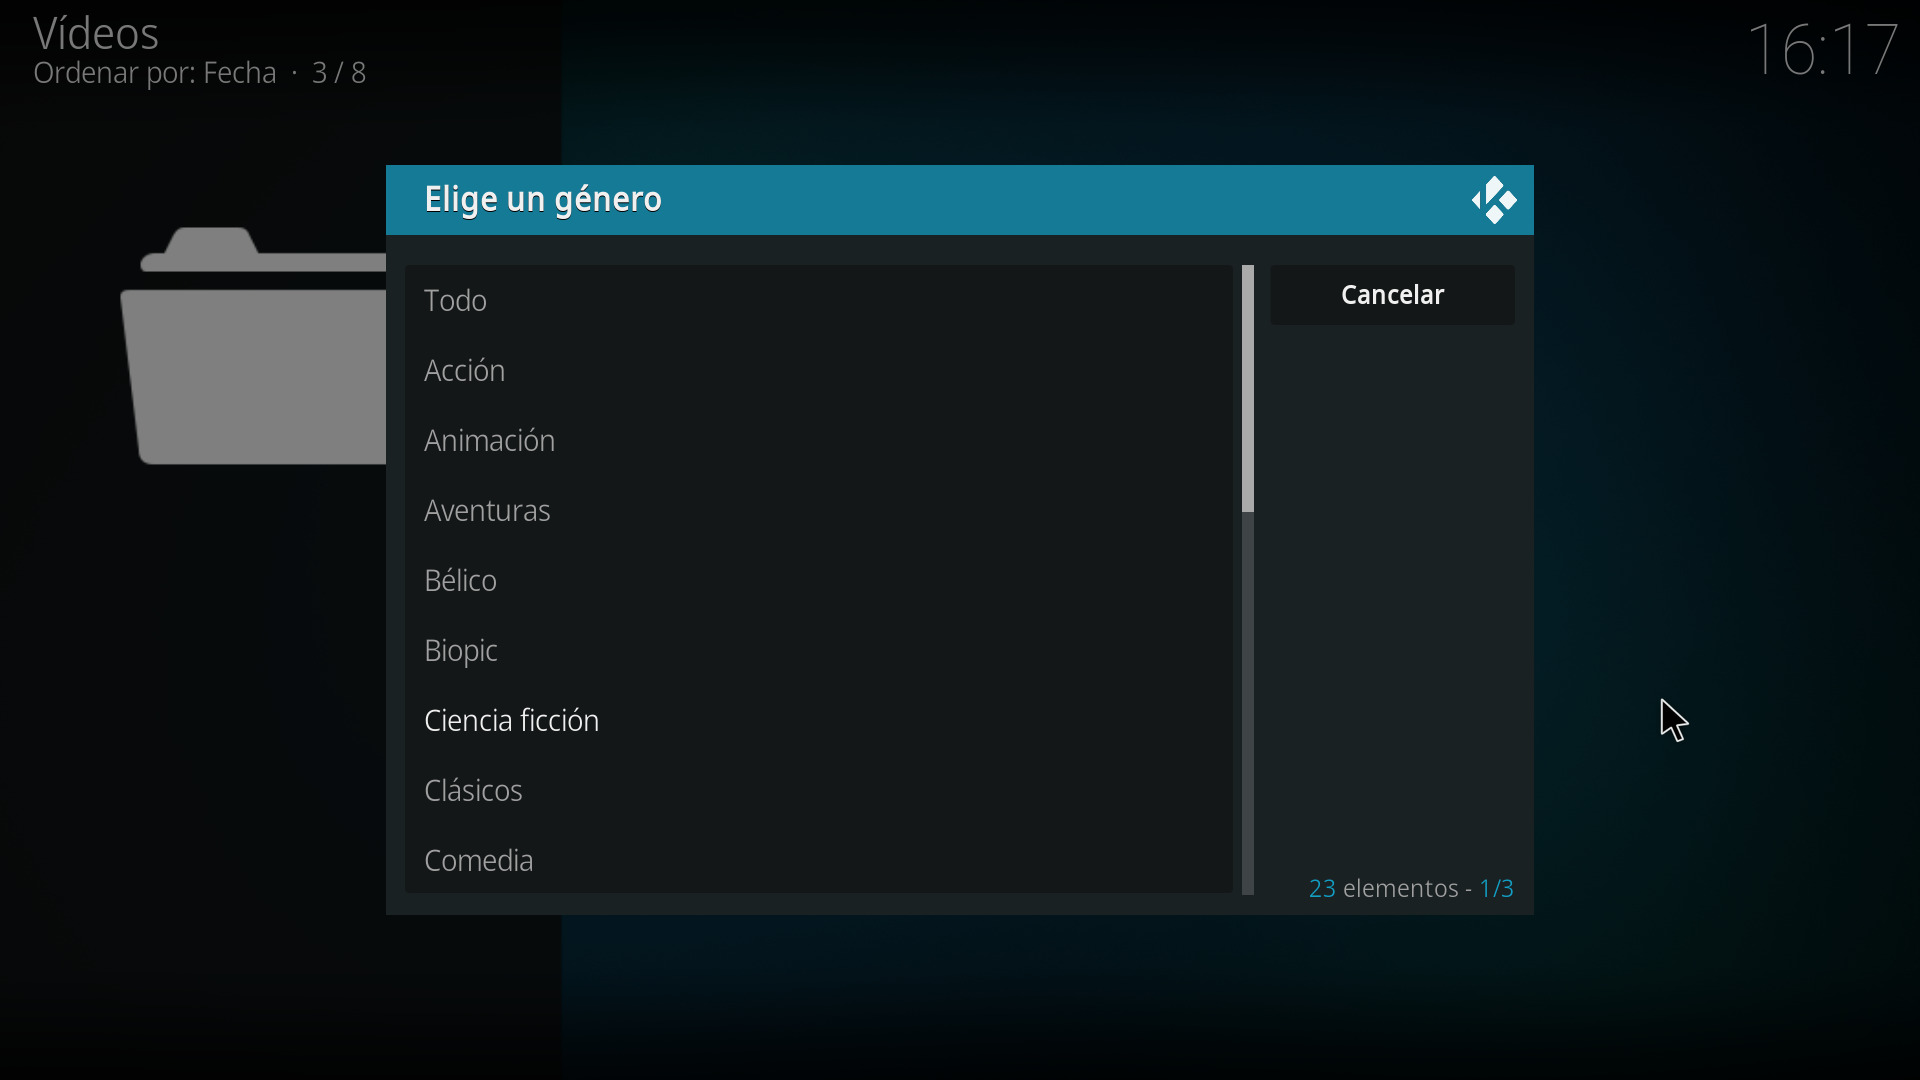 Vídeos
Ordenar por: Fecha · 3 / 8
16:17
Elige un género
Todo
Acción
Animación
Aventuras
Bélico
Biopic
Ciencia ficción
Clásicos
Comedia
Cancelar
23 elementos - 1/3